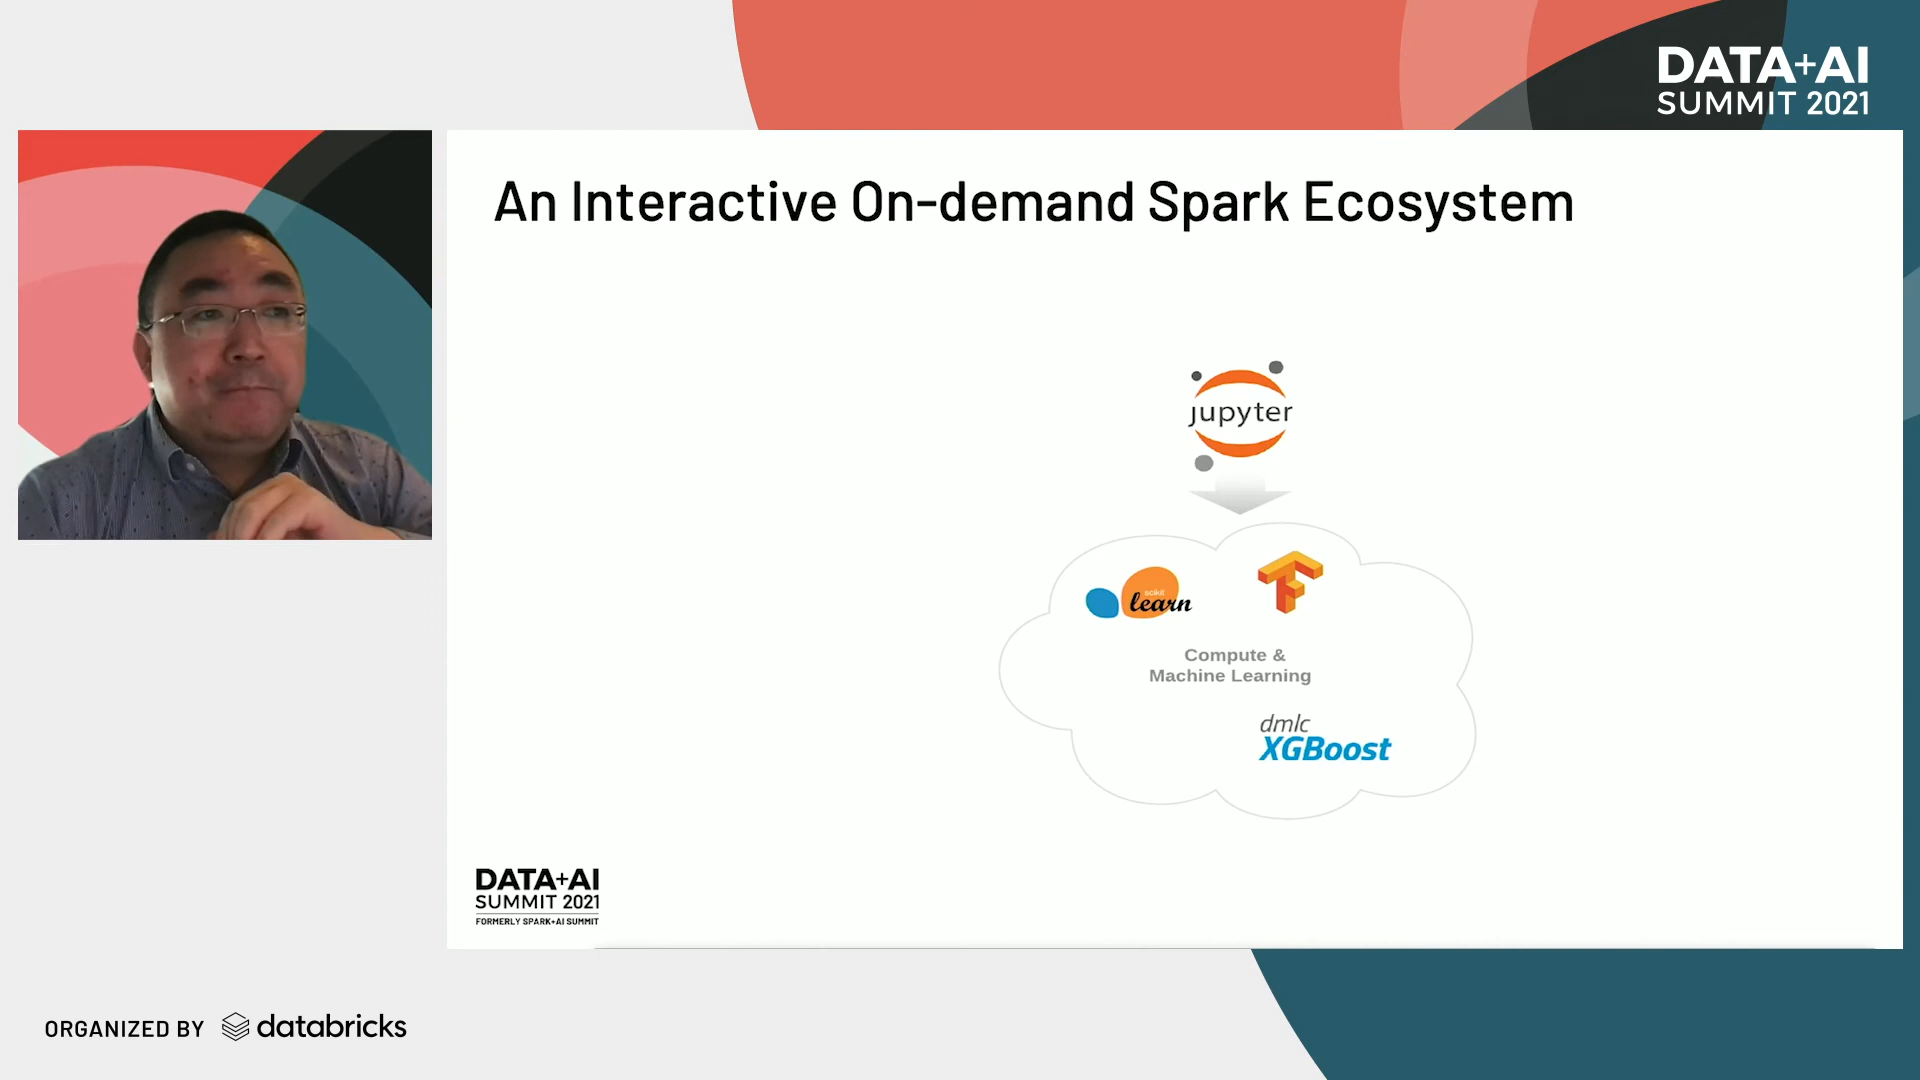 DATA+AI
SUMMIT 2021
An Interactive On-demand Spark Ecosystem
jupyter
scikit
learn
Compute &
Machine Learning
dmlc
XGBoost
DATA+AI
SUMMIT 2021
FORMERLY SPARK+AI SUMMIT
ORGANIZED BY databricks